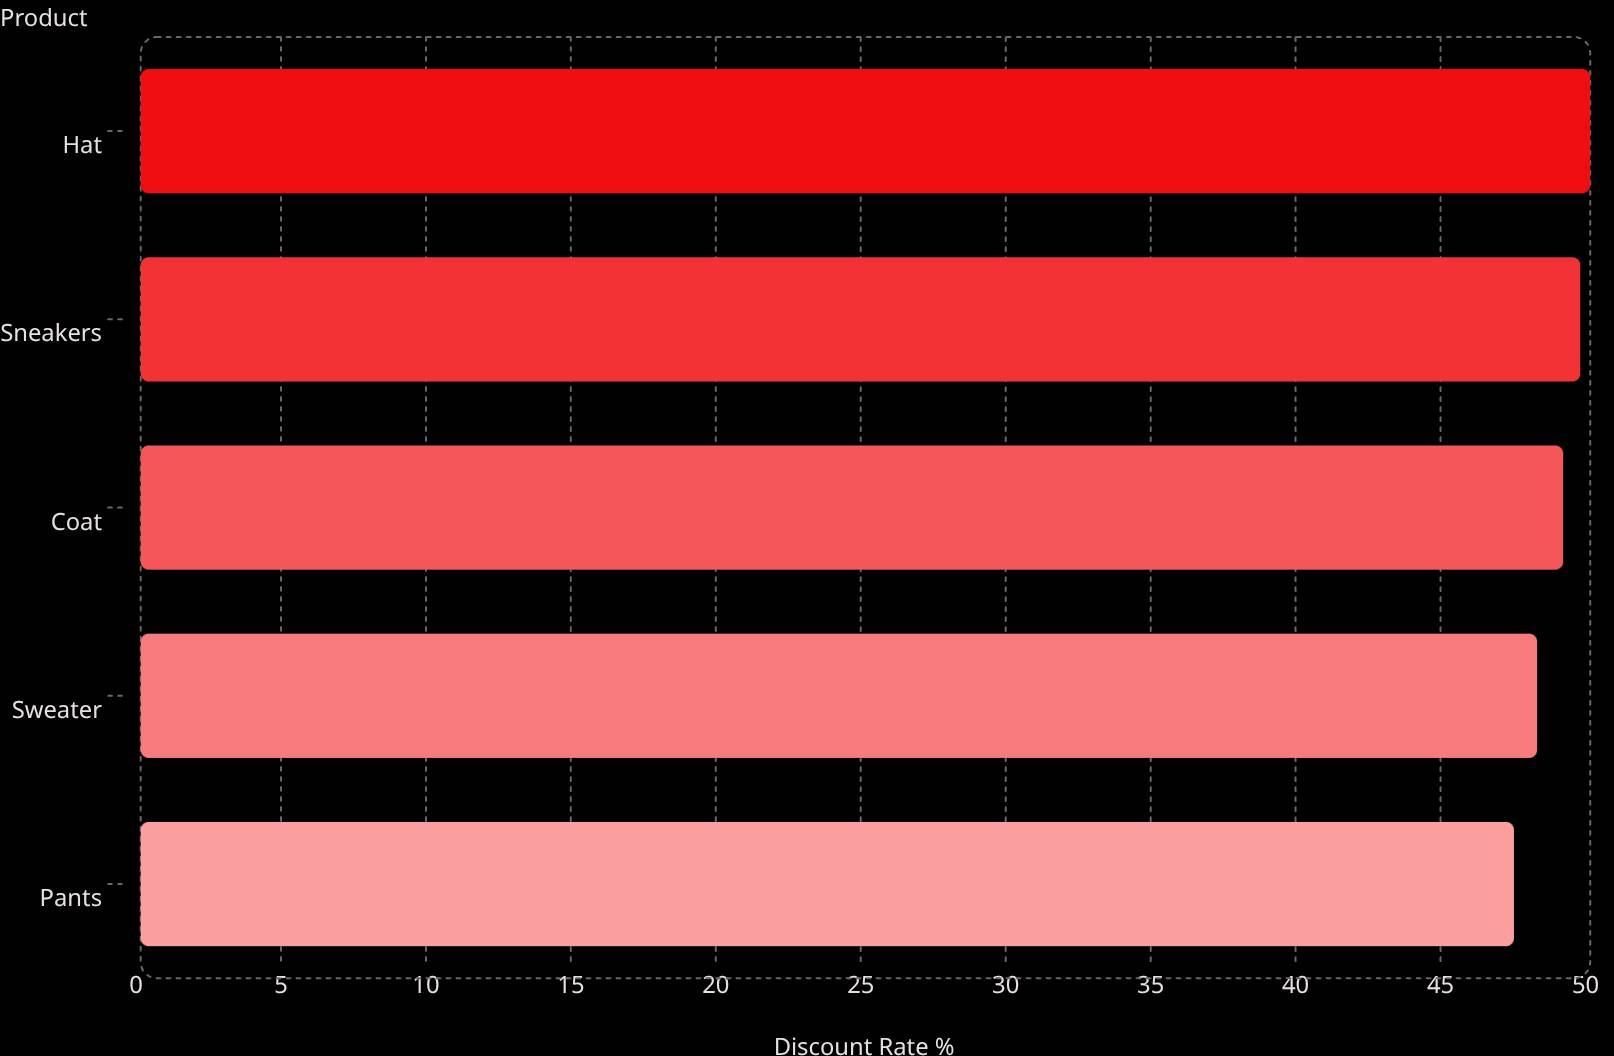 Product
Hat
Sneakers
Coat
Sweater
Pants
0 5 10 15 20 25 30 35 40 45 50
Discount Rate %